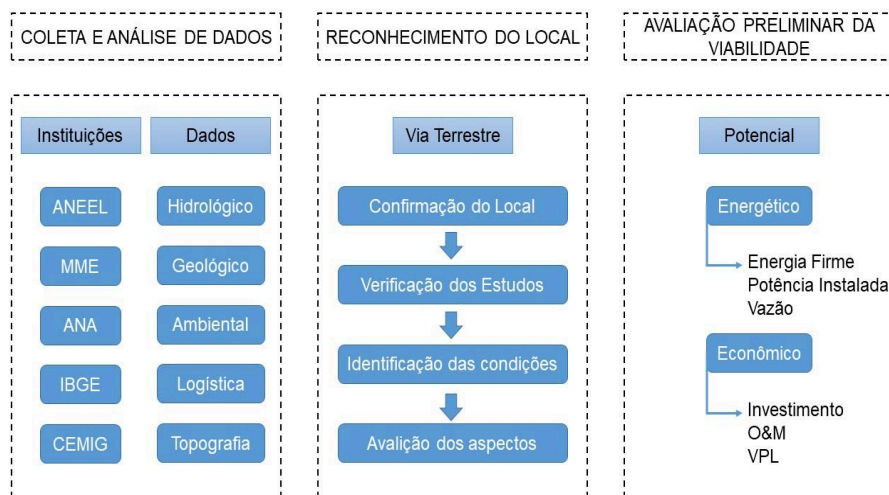 COLETA E ANÁLISE DE DADOS
RECONHECIMENTO DO LOCAL
AVALIAÇÃO PRELIMINAR DA
VIABILIDADE
Instituições
Dados
ANEEL
Hidrológico
MME
Geológico
ANA
Ambiental
IBGE
Logística
CEMIG
Topografia
Via Terrestre
Confirmação do Local
Verificação dos Estudos
Identificação das condições
Avalição dos aspectos
Potencial
Energético
Energia Firme
Potência Instalada
Vazão
Econômico
Investimento
O&M
VPL